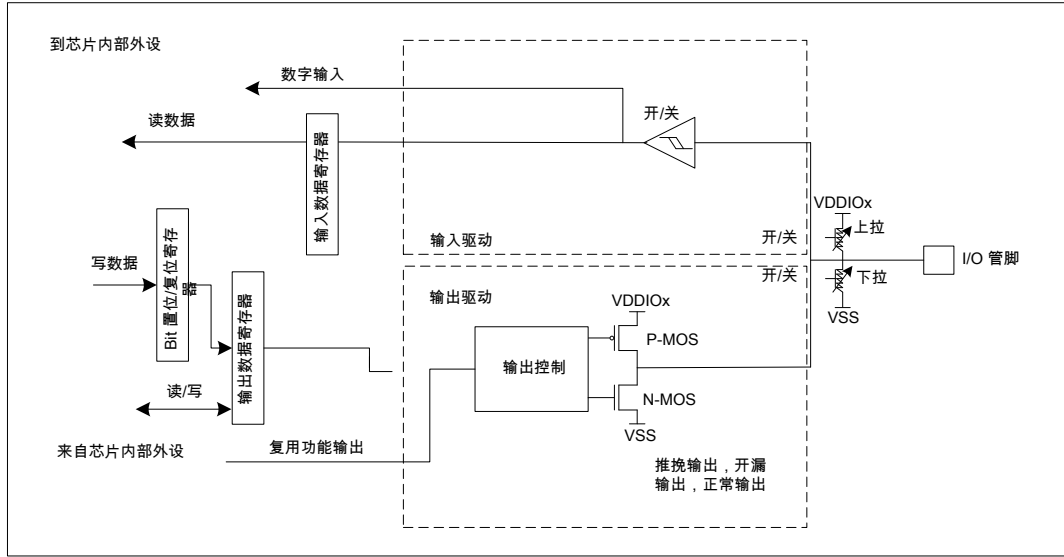 到芯片内部外设
数字输入
读数据
输入数据寄存器
开/关
输入驱动
VDDIOx
开/关
上拉
I/O 管脚
开/关
下拉
VSS
写数据
Bit 置位/复位寄存
器
输出数据寄存器
读/写
来自芯片内部外设
复用功能输出
输出驱动
VDDIOx
P-MOS
输出控制
N-MOS
VSS
推挽输出，开漏
输出，正常输出